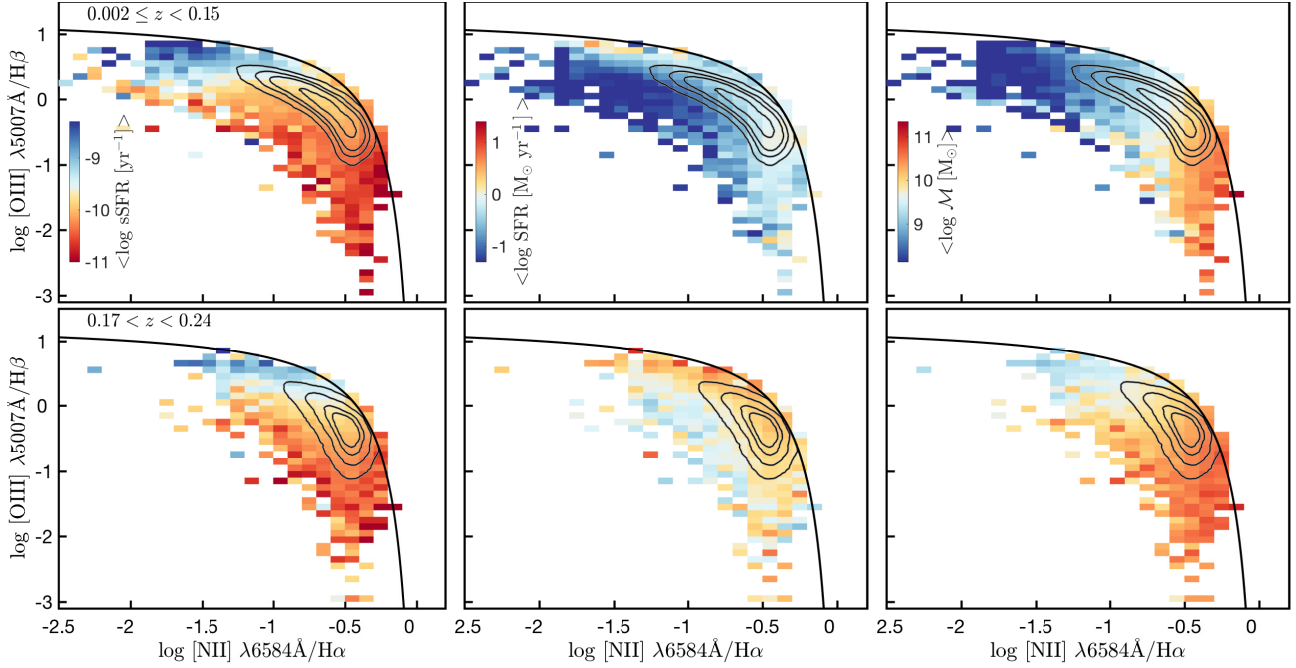 0.002 ≤ z < 0.15
log [OIII] λ5007Å/Hβ
1
0
-1
-2
-3
-9
-10
-11
<log sSFR [yr⁻¹]>
1
0
-1
<log SFR [M⊙ yr⁻¹]>
11
10
9
<log ℳ [M⊙]>
0.17 < z < 0.24
log [OIII] λ5007Å/Hβ
1
0
-1
-2
-3
2.5 -2 -1.5 -1 -0.5 0
-2 -1.5 -1 -0.5 0
-2 -1.5 -1 -0.5 0
log [NII] λ6584Å/Hα
log [NII] λ6584Å/Hα
log [NII] λ6584Å/Hα